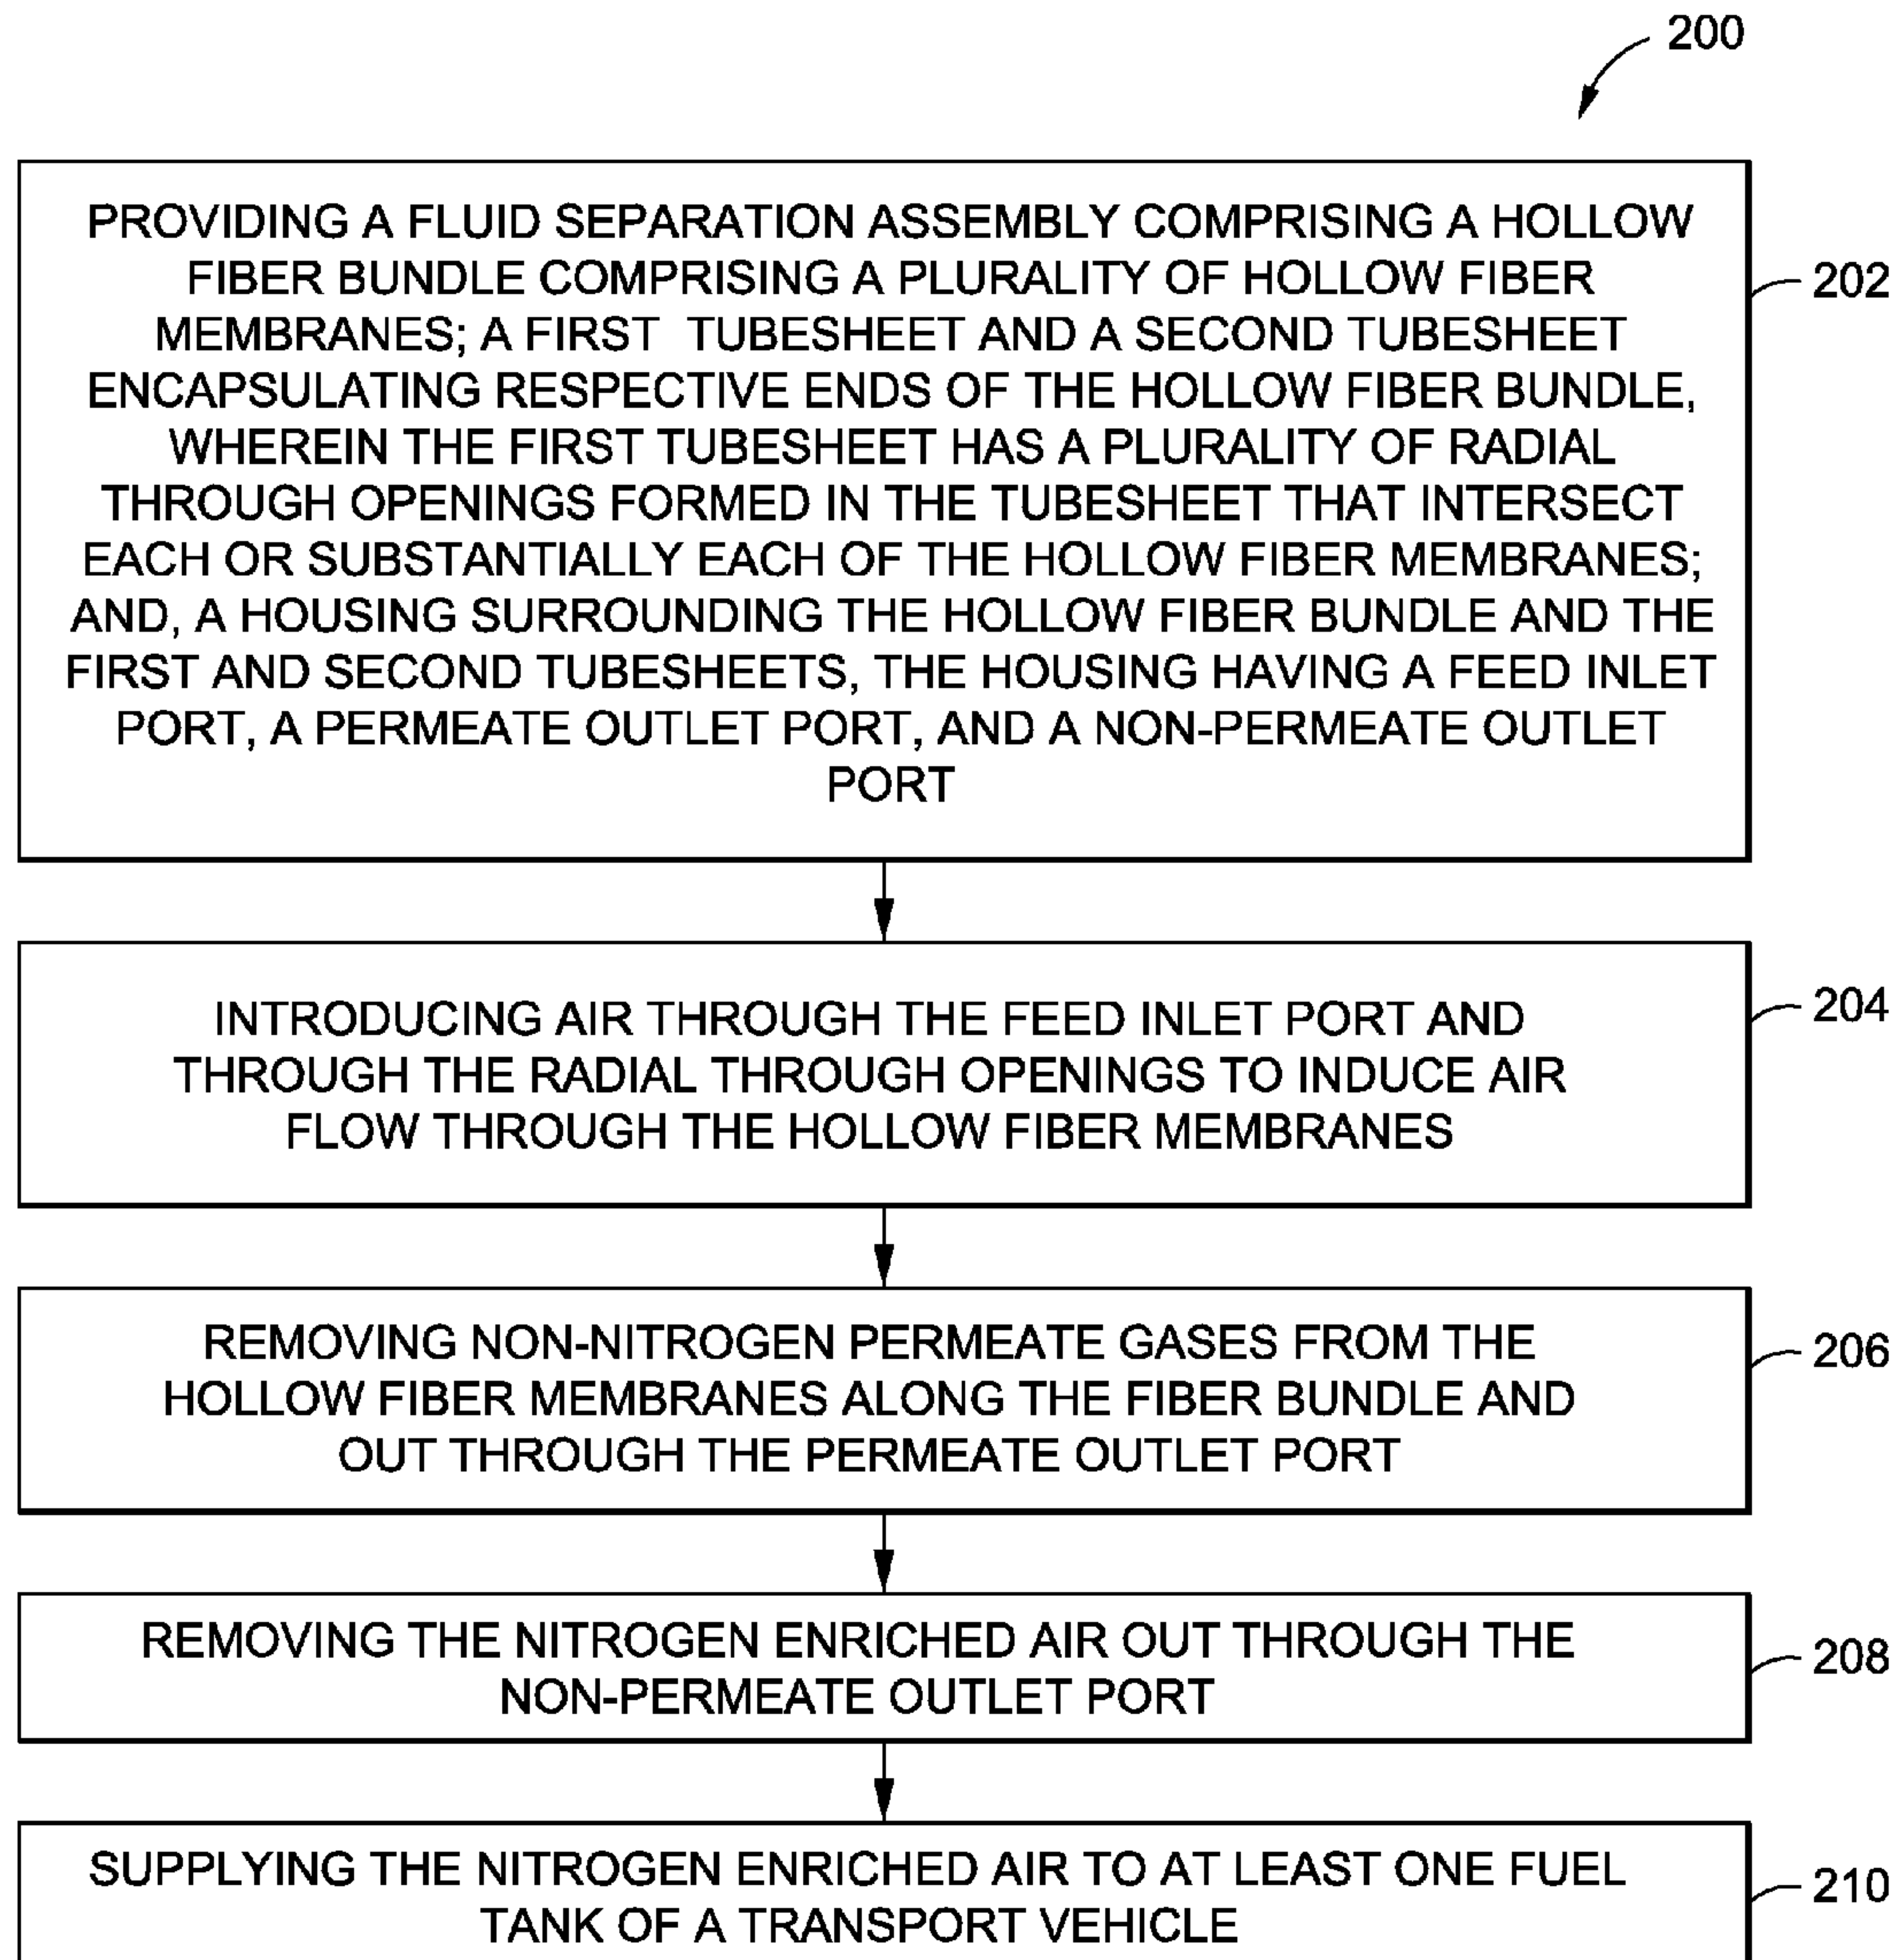 200
PROVIDING A FLUID SEPARATION ASSEMBLY COMPRISING A HOLLOW
FIBER BUNDLE COMPRISING A PLURALITY OF HOLLOW FIBER
MEMBRANES; A FIRST TUBESHEET AND A SECOND TUBESHEET
ENCAPSULATING RESPECTIVE ENDS OF THE HOLLOW FIBER BUNDLE,
WHEREIN THE FIRST TUBESHEET HAS A PLURALITY OF RADIAL
THROUGH OPENINGS FORMED IN THE TUBESHEET THAT INTERSECT
EACH OR SUBSTANTIALLY EACH OF THE HOLLOW FIBER MEMBRANES;
AND, A HOUSING SURROUNDING THE HOLLOW FIBER BUNDLE AND THE
FIRST AND SECOND TUBESHEETS, THE HOUSING HAVING A FEED INLET
PORT, A PERMEATE OUTLET PORT, AND A NON-PERMEATE OUTLET
PORT
202
INTRODUCING AIR THROUGH THE FEED INLET PORT AND
THROUGH THE RADIAL THROUGH OPENINGS TO INDUCE AIR
FLOW THROUGH THE HOLLOW FIBER MEMBRANES
204
REMOVING NON-NITROGEN PERMEATE GASES FROM THE
HOLLOW FIBER MEMBRANES ALONG THE FIBER BUNDLE AND
OUT THROUGH THE PERMEATE OUTLET PORT
206
REMOVING THE NITROGEN ENRICHED AIR OUT THROUGH THE
NON-PERMEATE OUTLET PORT
208
SUPPLYING THE NITROGEN ENRICHED AIR TO AT LEAST ONE FUEL
TANK OF A TRANSPORT VEHICLE
210